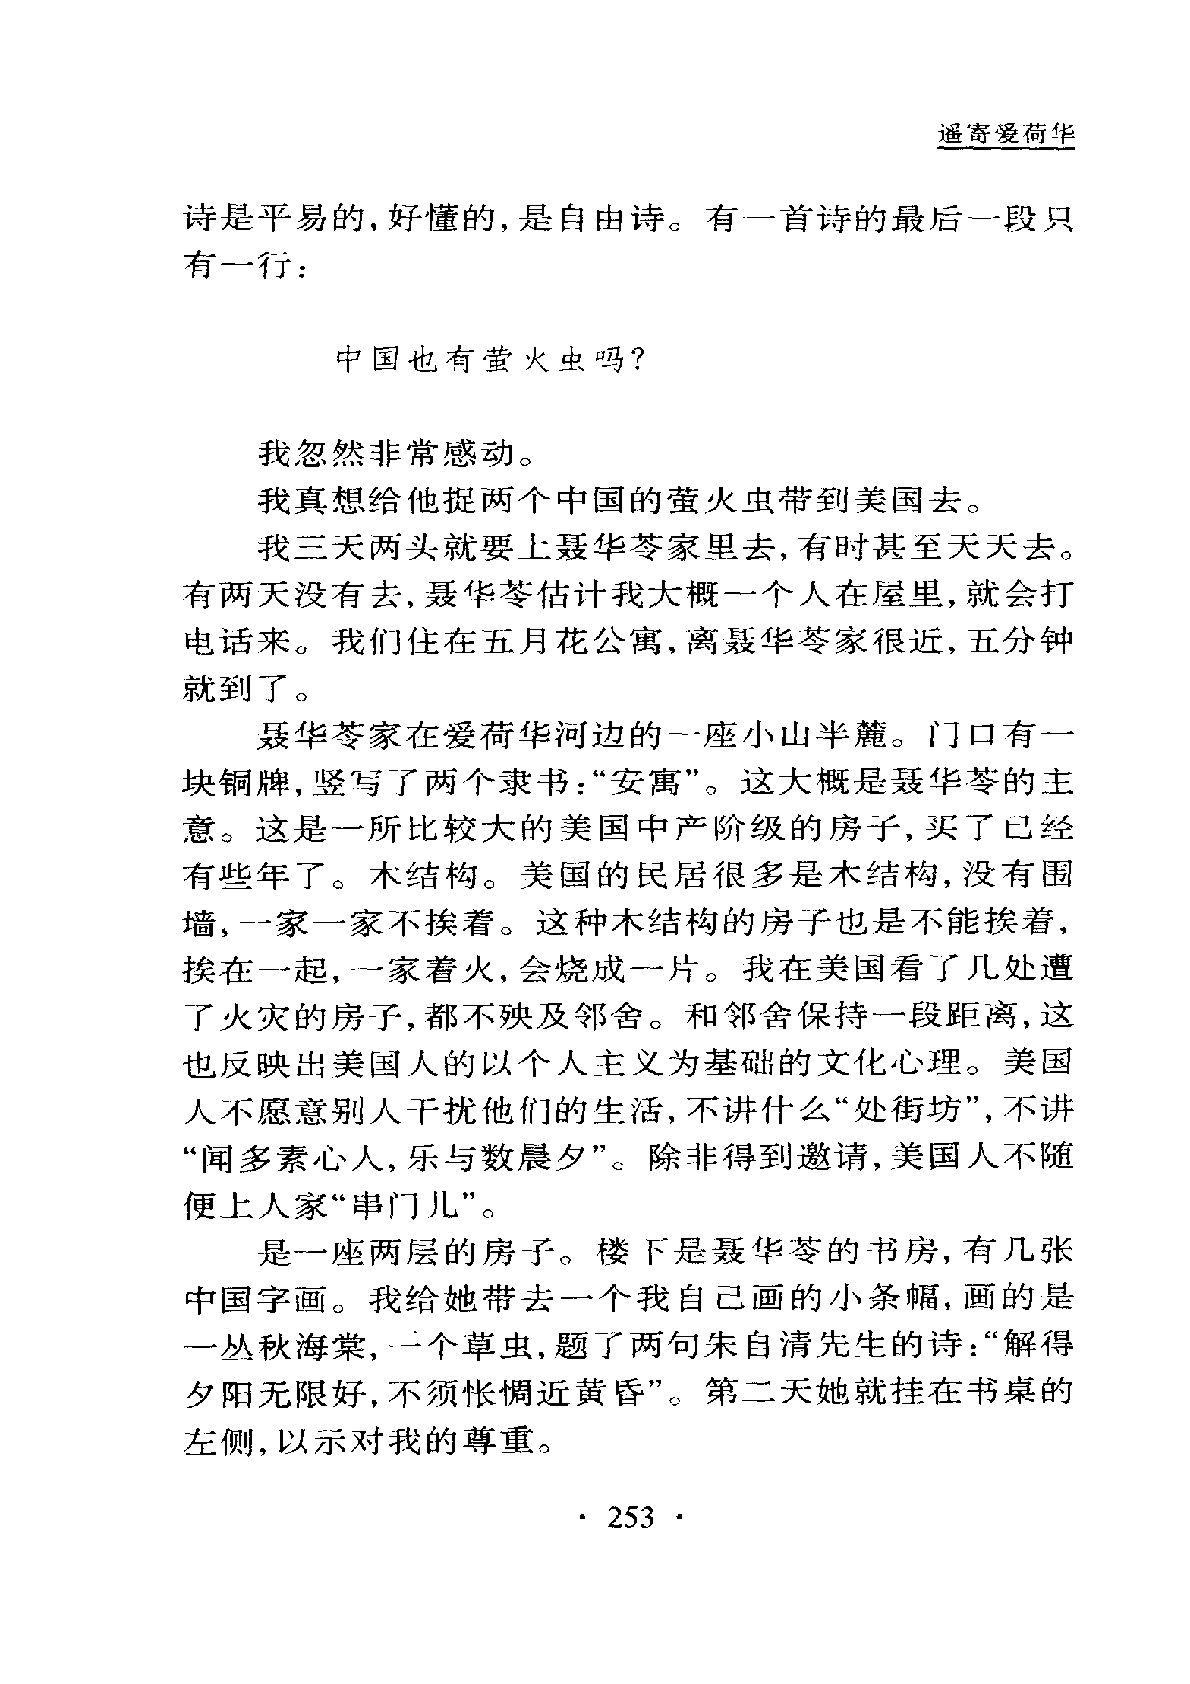 遥寄爱荷华
诗是平易的,好懂的,是自由诗。有一首诗的最后一段只
有一行:
中国也有萤火虫吗?
我忽然非常感动。
我真想给他捉两个中国的萤火虫带到美国去。
我三天两头就要上聂华苓家里去,有时甚至天天去。
有两天没有去,聂华苓估计我大概一个人在屋里,就会打
电话来。我们住在五月花公寓,离聂华苓家很近,五分钟
就到了。
聂华苓家在爱荷华河边的一座小山半麓。门口有一
块铜牌,竖写了两个隶书:“安寓”。这大概是聂华苓的主
意。这是一所比较大的美国中产阶级的房子,买了已经
有些年了。木结构。美国的民居很多是木结构,没有围
墙,一家一家不挨着。这种木结构的房子也是不能挨着,
挨在一起,一家着火,会烧成一片。我在美国看了几处遭
了火灾的房子,都不殃及邻舍。和邻舍保持一段距离,这
也反映出美国人的以个人主义为基础的文化心理。美国
人不愿意别人干扰他们的生活,不讲什么“处街坊”,不讲
“闻多素心人,乐与数晨夕”。除非得到邀请,美国人不随
便上人家“串门儿”。
是一座两层的房子。楼下是聂华苓的书房,有几张
中国字画。我给她带去一个我自己画的小条幅,画的是
一丛秋海棠,一个草虫,题了两句朱自清先生的诗:“解得
夕阳无限好,不须怅惆近黄昏”。第二天她就挂在书桌的
左侧,以示对我的尊重。
· 253 ·